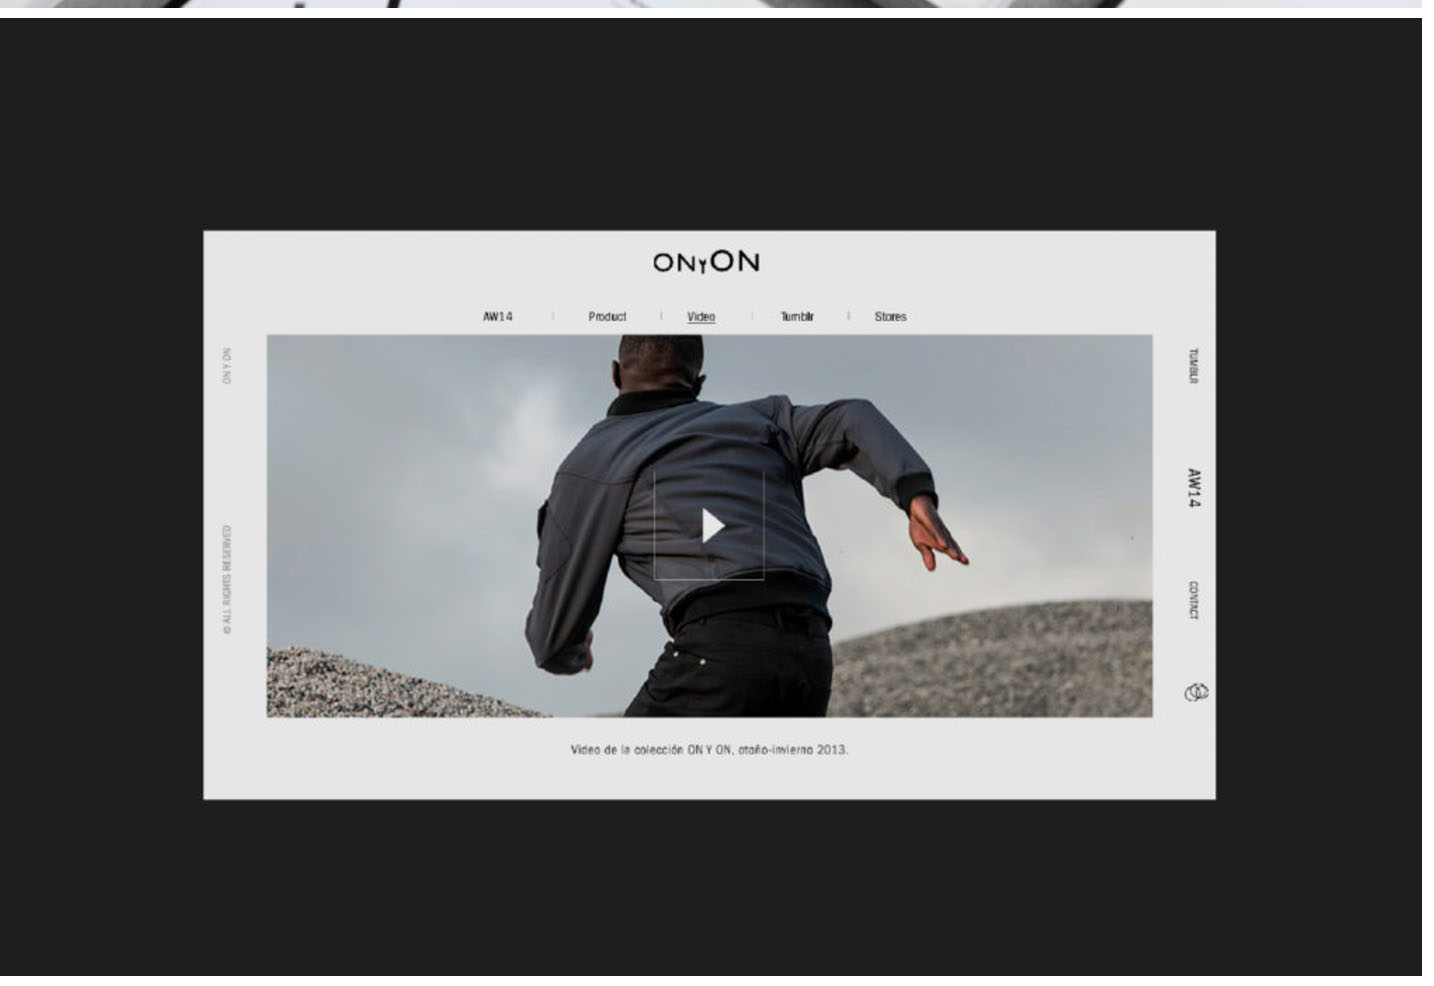 ONYON
AW14 | Product | Video | Tumblr | Stores
ON Y ON
© ALL RIGHTS RESERVED
TUMBLR
AW14
CONTACT
Video de la colección ON Y ON, otoño-invierno 2013.